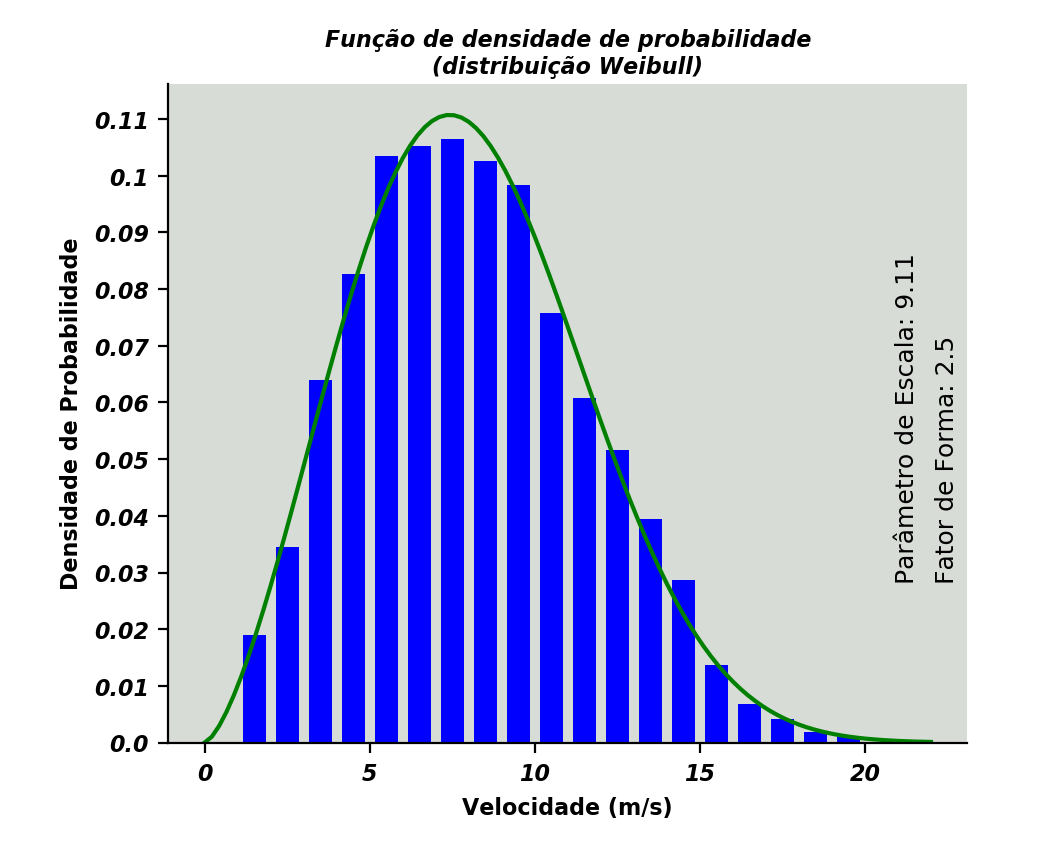 Função de densidade de probabilidade
(distribuição Weibull)
Densidade de Probabilidade
0.11
0.1
0.09
0.08
0.07
0.06
0.05
0.04
0.03
0.02
0.01
0.0
0
5
10
15
20
Velocidade (m/s)
Parâmetro de Escala: 9.11
Fator de Forma: 2.5